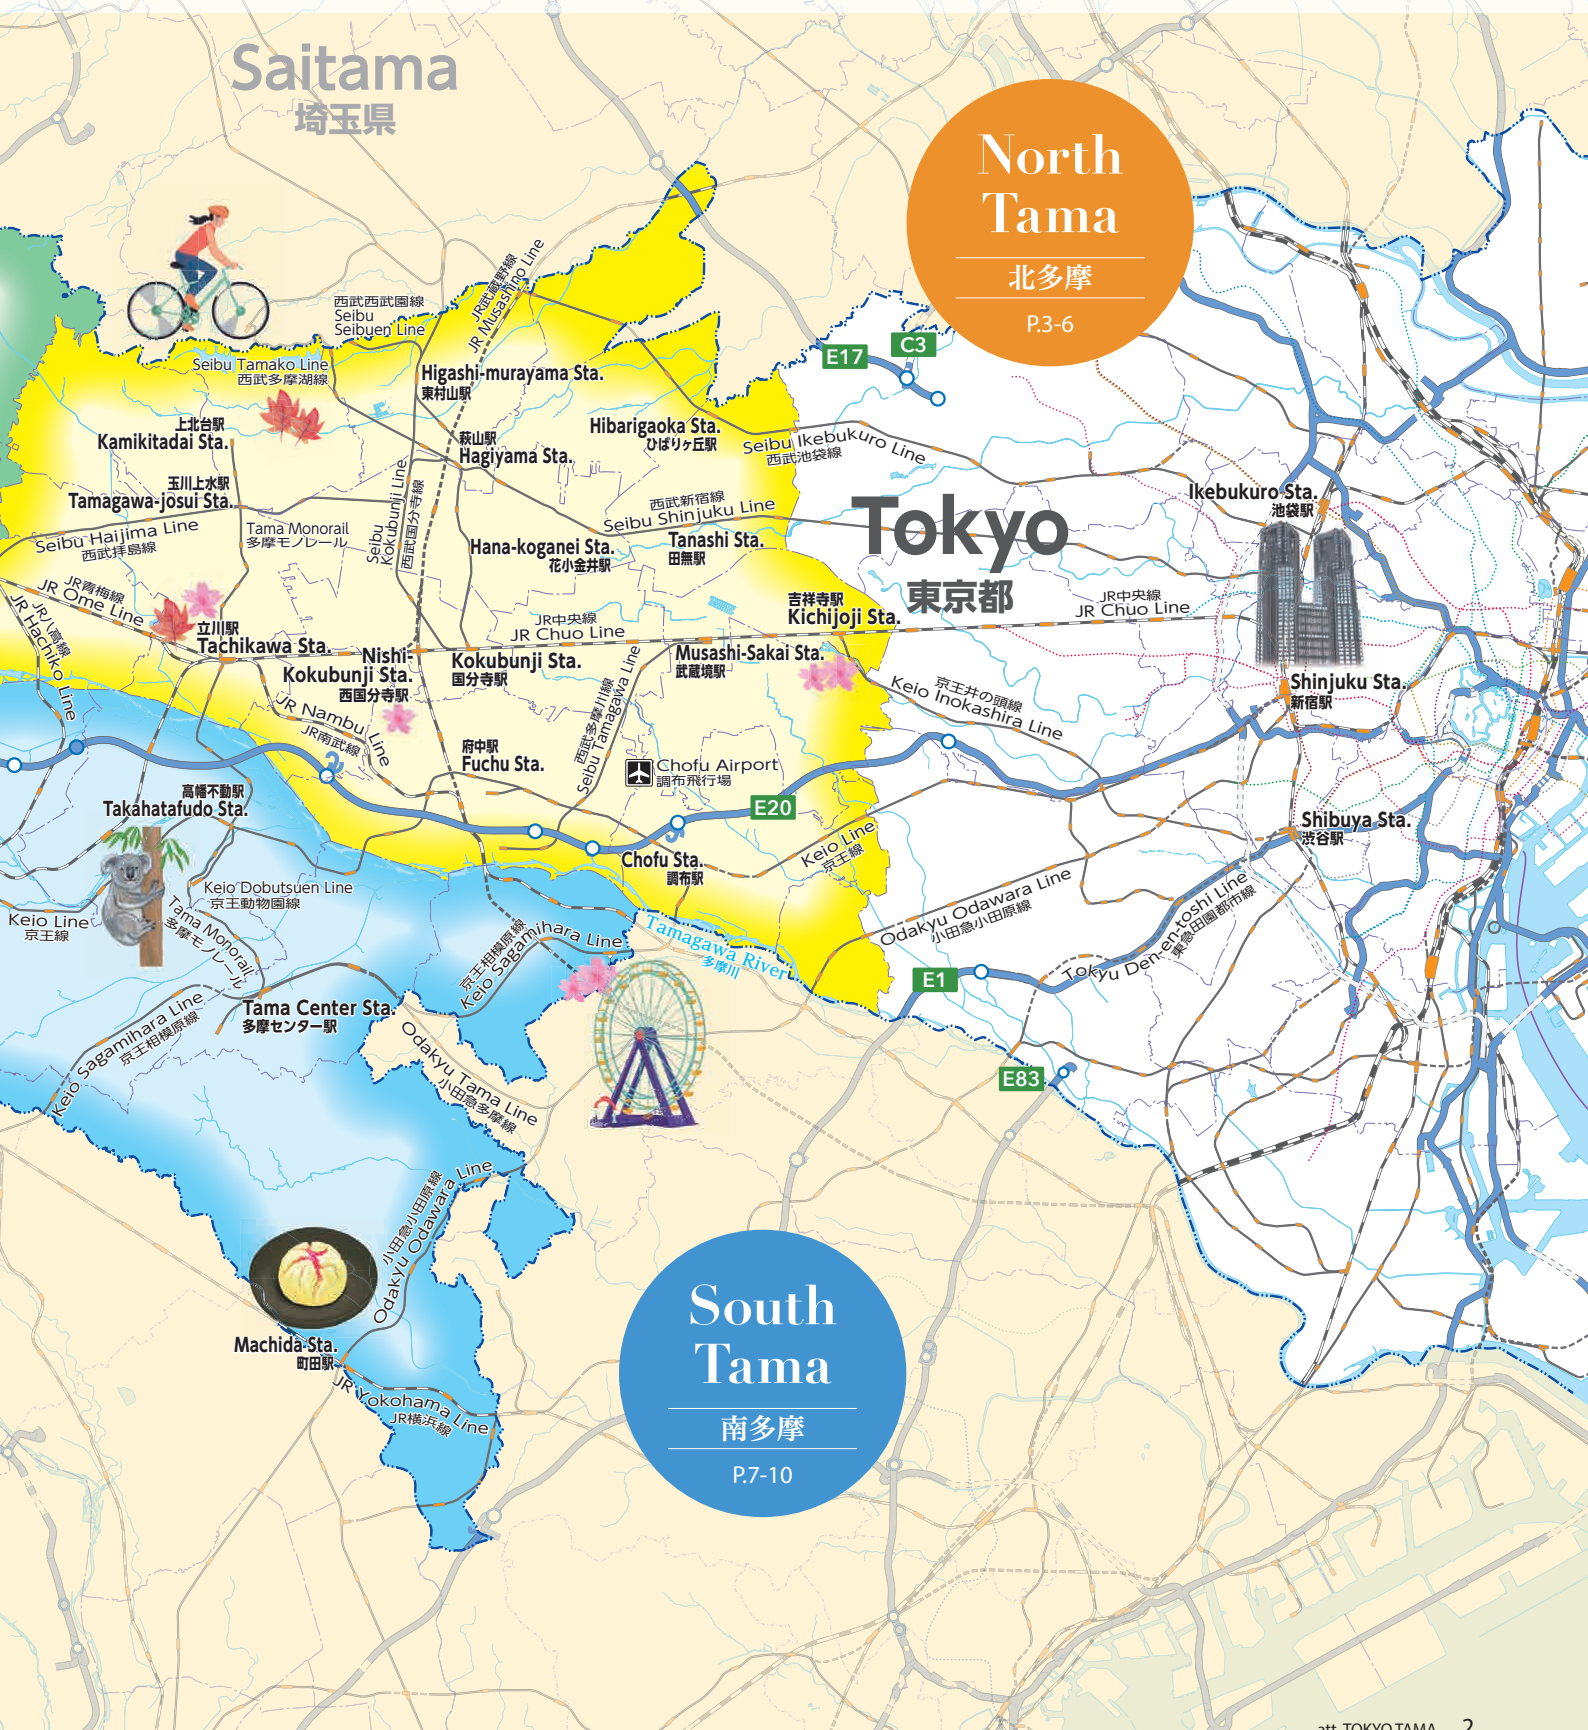 Saitama
埼玉県
North
Tama
北多摩
P.3-6
西武西武園線
Seibu
Seibuen Line
JR武蔵野線
JR Musashino Line
E17
C3
Seibu Tamako Line
西武多摩湖線
Higashi-murayama Sta.
東村山駅
上北台駅
Kamikitadai Sta.
萩山駅
Hagiyama Sta.
Hibarigaoka Sta.
ひばりヶ丘駅
Seibu Ikebukuro Line
西武池袋線
玉川上水駅
Tamagawa-josui Sta.
Seibu Haijima Line
西武拝島線
Tama Monorail
多摩モノレール
Seibu
Kokubunji Line
西武国分寺線
西武新宿線
Seibu Shinjuku Line
Hana-koganei Sta.
花小金井駅
Tanashi Sta.
田無駅
Tokyo
東京都
Ikebukuro Sta.
池袋駅
JR青梅線
JR Ome Line
JR八高線
JR Hachiko Line
立川駅
Tachikawa Sta.
Nishi-
Kokubunji Sta.
西国分寺駅
Kokubunji Sta.
国分寺駅
JR中央線
JR Chuo Line
吉祥寺駅
Kichijoji Sta.
Musashi-Sakai Sta.
武蔵境駅
JR中央線
JR Chuo Line
京王井の頭線
Keio Inokashira Line
Shinjuku Sta.
新宿駅
JR Nambu Line
JR南武線
府中駅
Fuchu Sta.
西武多摩川線
Seibu Tamagawa Line
Chofu Airport
調布飛行場
E20
高幡不動駅
Takahatafudo Sta.
Chofu Sta.
調布駅
Keio Line
京王線
Shibuya Sta.
渋谷駅
Keio Dobutsuen Line
京王動物園線
Keio Line
京王線
Tama Monorail
多摩モノレール
京王相模原線
Keio Sagamihara Line
Tamagawa River
多摩川
Odakyu Odawara Line
小田急小田原線
Tokyu Den-en-toshi Line
東急田園都市線
E1
Tama Center Sta.
多摩センター駅
Keio Sagamihara Line
京王相模原線
Odakyu Tama Line
小田急多摩線
E83
小田急小田原線
Odakyu Odawara Line
Machida Sta.
町田駅
JR Yokohama Line
JR横浜線
South
Tama
南多摩
P.7-10
att. TOKYO TAMA 2